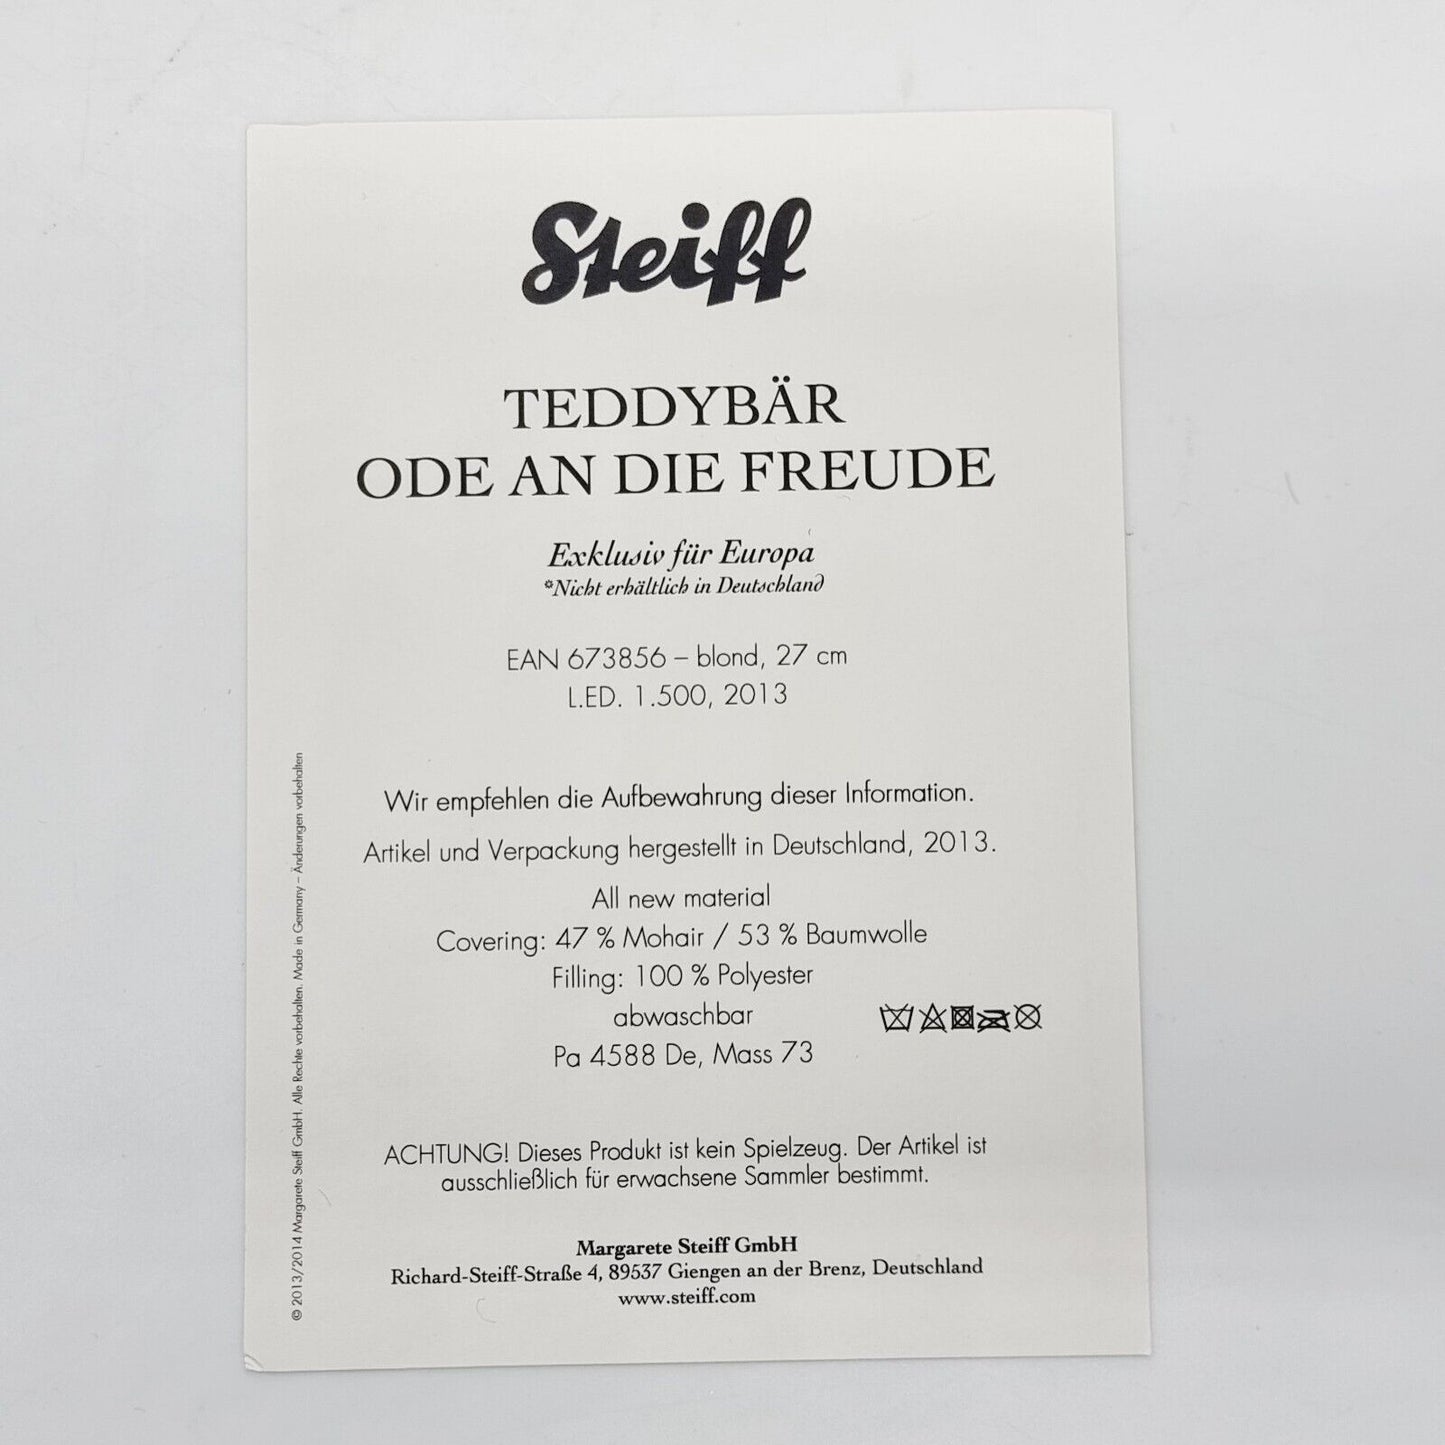 Steiff
TEDDYBÄR
ODE AN DIE FREUDE
Exklusiv für Europa
*Nicht erhältlich in Deutschland
EAN 673856 – blond, 27 cm
L.ED. 1.500, 2013
Wir empfehlen die Aufbewahrung dieser Information.
Artikel und Verpackung hergestellt in Deutschland, 2013.
All new material
Covering: 47 % Mohair / 53 % Baumwolle
Filling: 100 % Polyester
abwaschbar
Pa 4588 De, Mass 73
ACHTUNG! Dieses Produkt ist kein Spielzeug. Der Artikel ist
ausschließlich für erwachsene Sammler bestimmt.
Margarete Steiff GmbH
Richard-Steiff-Straße 4, 89537 Giengen an der Brenz, Deutschland
www.steiff.com
© 2013/2014 Margarete Steiff GmbH. Alle Rechte vorbehalten. Made in Germany – Änderungen vorbehalten